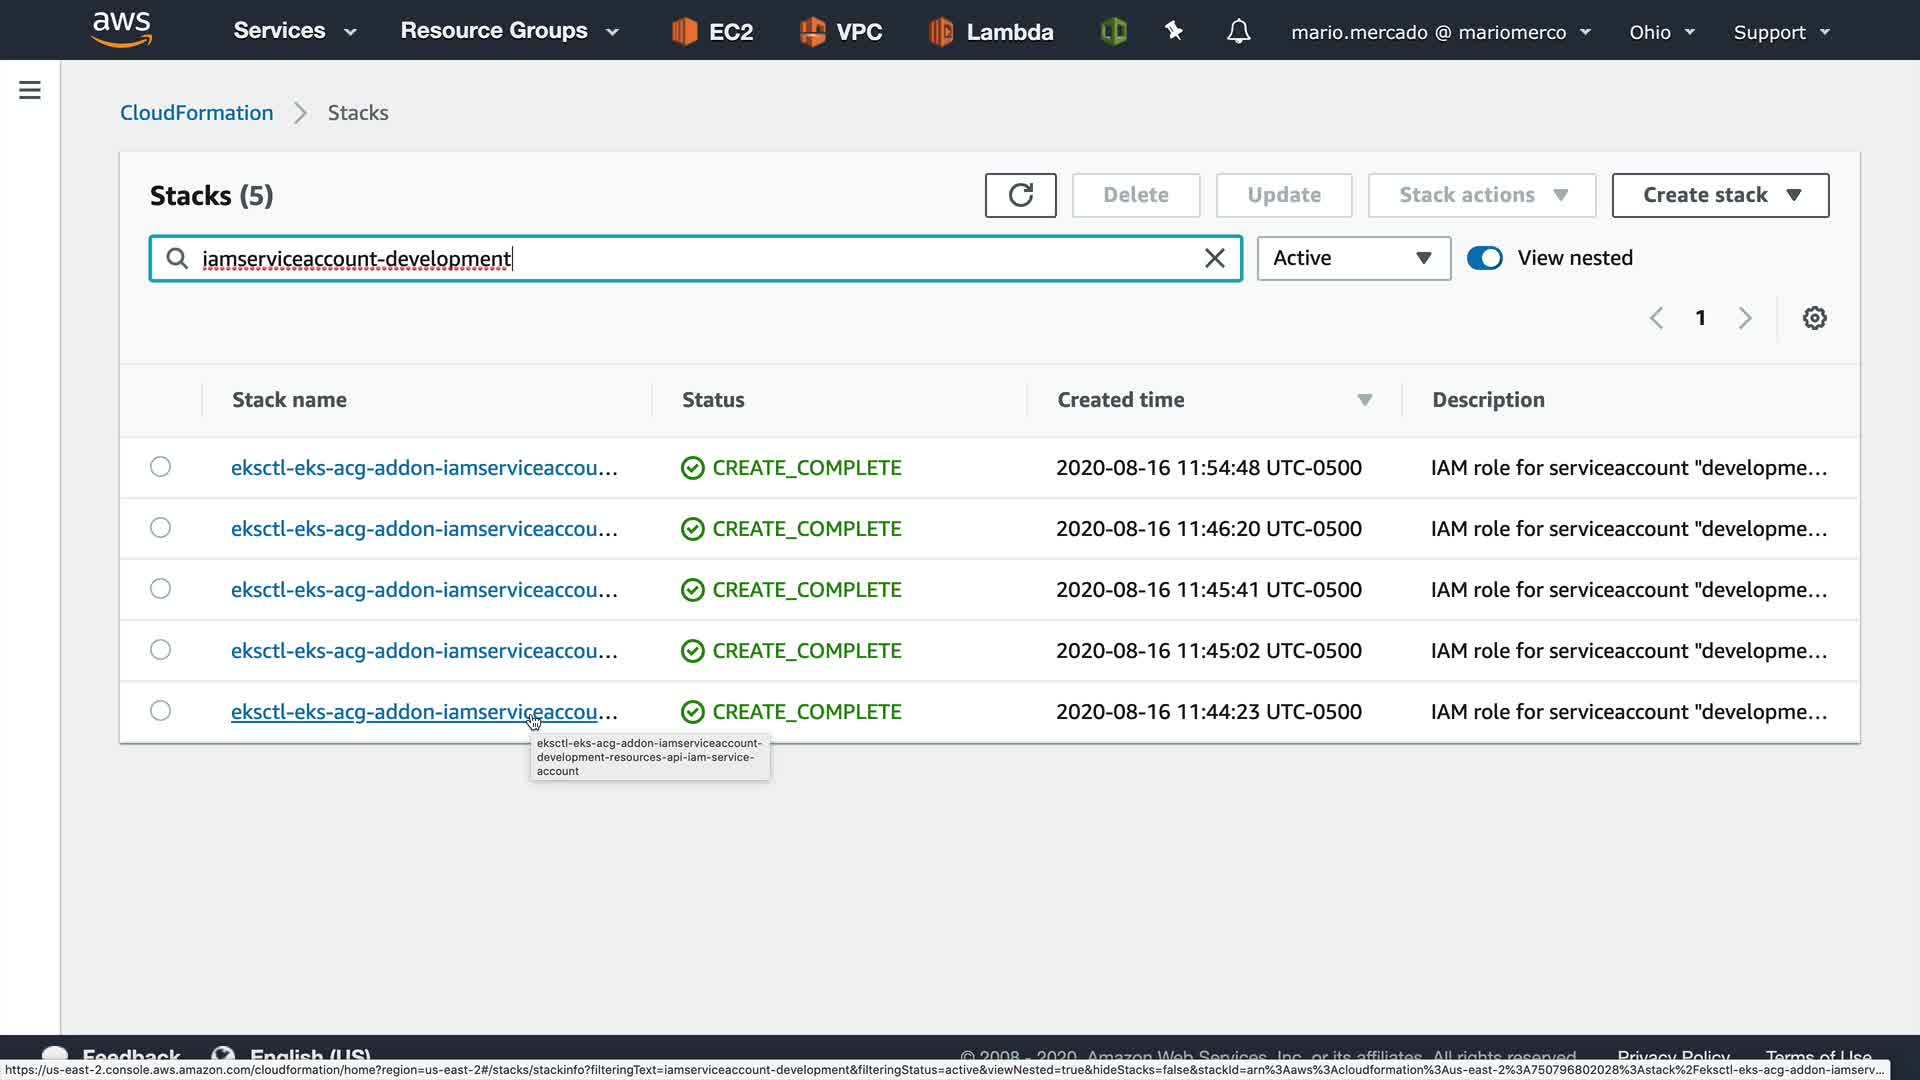 aws Services Resource Groups EC2 VPC Lambda mario.mercado @ mariomerco Ohio Support
CloudFormation Stacks
Stacks (5) Delete Update Stack actions Create stack
iamserviceaccount-development Active View nested
1
Stack name Status Created time Description
eksctl-eks-acg-addon-iamserviceaccou... CREATE_COMPLETE 2020-08-16 11:54:48 UTC-0500 IAM role for serviceaccount "developme...
eksctl-eks-acg-addon-iamserviceaccou... CREATE_COMPLETE 2020-08-16 11:46:20 UTC-0500 IAM role for serviceaccount "developme...
eksctl-eks-acg-addon-iamserviceaccou... CREATE_COMPLETE 2020-08-16 11:45:41 UTC-0500 IAM role for serviceaccount "developme...
eksctl-eks-acg-addon-iamserviceaccou... CREATE_COMPLETE 2020-08-16 11:45:02 UTC-0500 IAM role for serviceaccount "developme...
eksctl-eks-acg-addon-iamserviceaccou... CREATE_COMPLETE 2020-08-16 11:44:23 UTC-0500 IAM role for serviceaccount "developme...
eksctl-eks-acg-addon-iamserviceaccount-
development-resources-api-iam-service-
account
Feedback English (US) © 2008 - 2020, Amazon Web Services, Inc. or its affiliates. All rights reserved. Privacy Policy Terms of Use
https://us-east-2.console.aws.amazon.com/cloudformation/home?region=us-east-2#/stacks/stackinfo?filteringText=iamserviceaccount-development&filteringStatus=active&viewNested=true&hideStacks=false&stackId=arn%3Aaws%3Acloudformation%3Aus-east-2%3A750796802028%3Astack%2Feksctl-eks-acg-addon-iamserv...